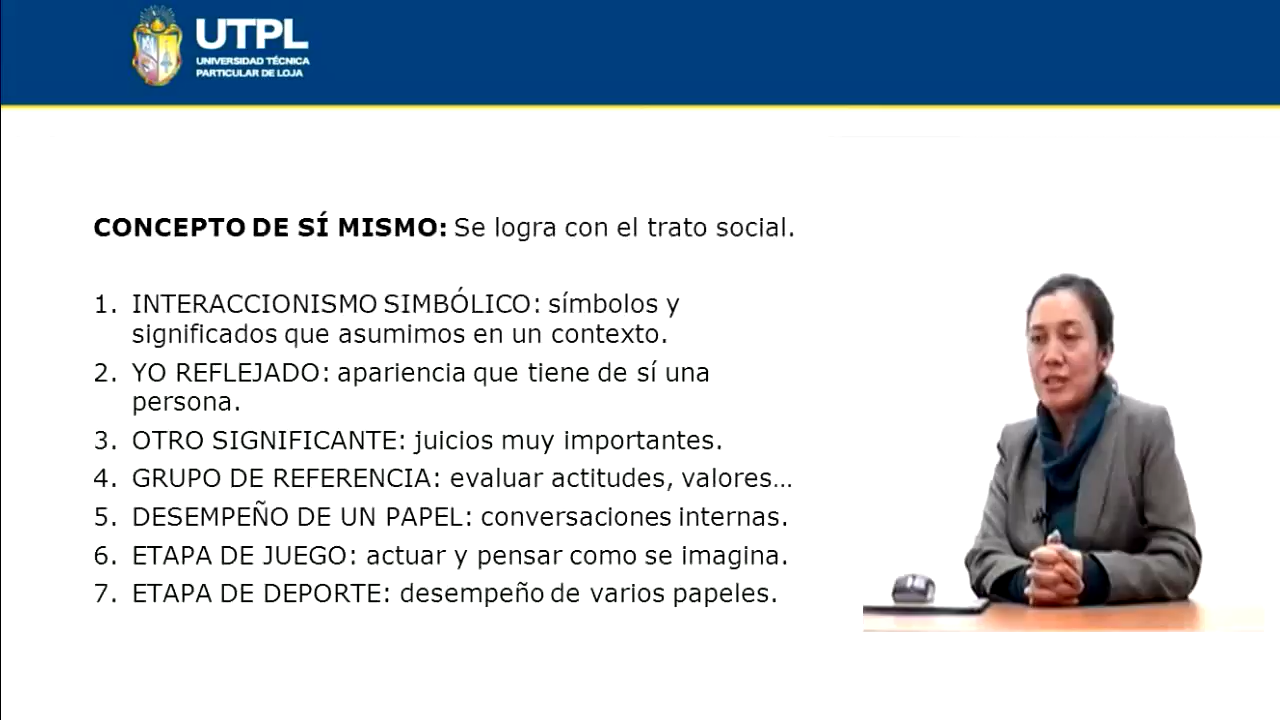 UTPL
UNIVERSIDAD TÉCNICA
PARTICULAR DE LOJA
CONCEPTO DE SÍ MISMO: Se logra con el trato social.
1. INTERACCIONISMO SIMBÓLICO: símbolos y
significados que asumimos en un contexto.
2. YO REFLEJADO: apariencia que tiene de sí una
persona.
3. OTRO SIGNIFICANTE: juicios muy importantes.
4. GRUPO DE REFERENCIA: evaluar actitudes, valores…
5. DESEMPEÑO DE UN PAPEL: conversaciones internas.
6. ETAPA DE JUEGO: actuar y pensar como se imagina.
7. ETAPA DE DEPORTE: desempeño de varios papeles.